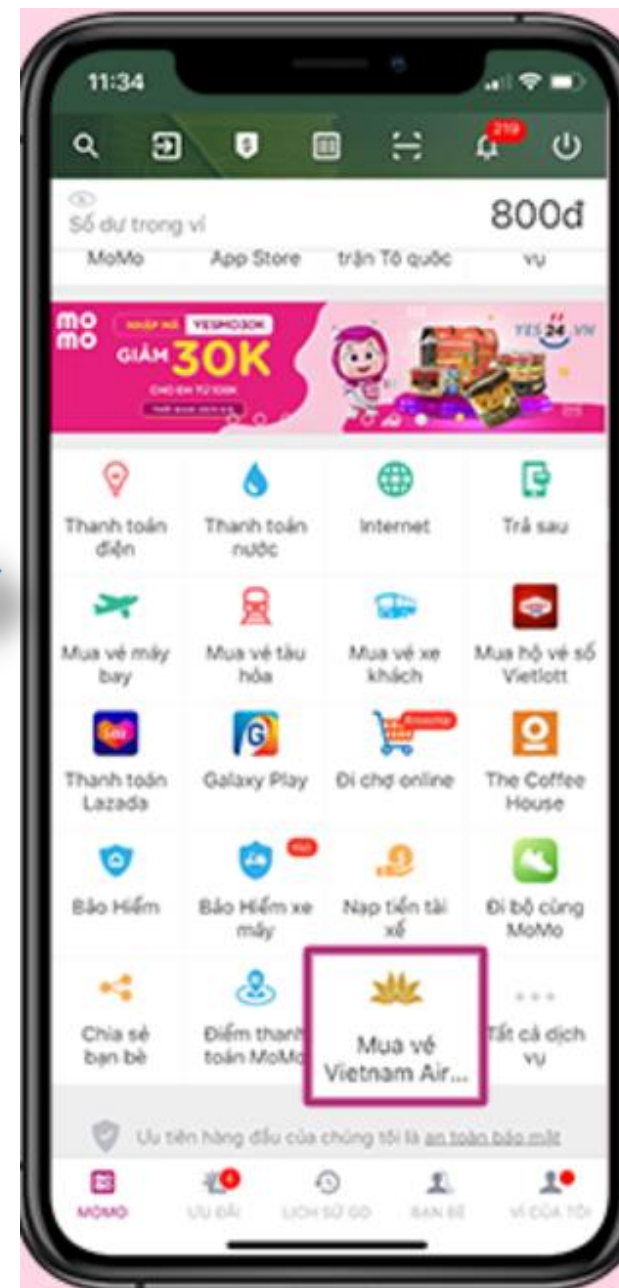 11:34
219
Số dư trong ví
800đ
MoMo
App Store
trận Tổ quốc
vụ
mo
mo
NHẬP MÃ YESMO30K
GIẢM 30K
YES 24 .VN
Thanh toán
điện
Thanh toán
nước
Internet
Trả sau
Mua vé máy
bay
Mua vé tàu
hỏa
Mua vé xe
khách
Mua hộ vé số
Vietlott
Thanh toán
Lazada
Galaxy Play
Đi chợ online
The Coffee
House
Bảo Hiểm
Bảo Hiểm xe
máy
Nạp tiền tài
xế
Đi bộ cùng
MoMo
Chia sẻ
bạn bè
Điểm thanh
toán MoMo
Mua vé
Vietnam Air...
Tất cả dịch
vụ
Ưu tiên hàng đầu của chúng tôi là an toàn bảo mật
4
MOMO
ƯU ĐÃI
LỊCH SỬ GD
BẠN BÈ
VÍ CỦA TÔI